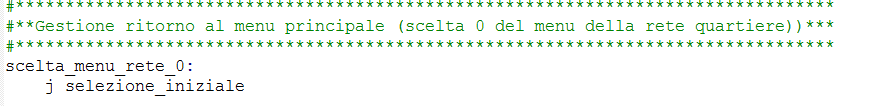 #**********************************************************************************
#**Gestione ritorno al menu principale (scelta 0 del menu della rete quartiere))***
#**********************************************************************************
scelta_menu_rete_0:
    j selezione_iniziale